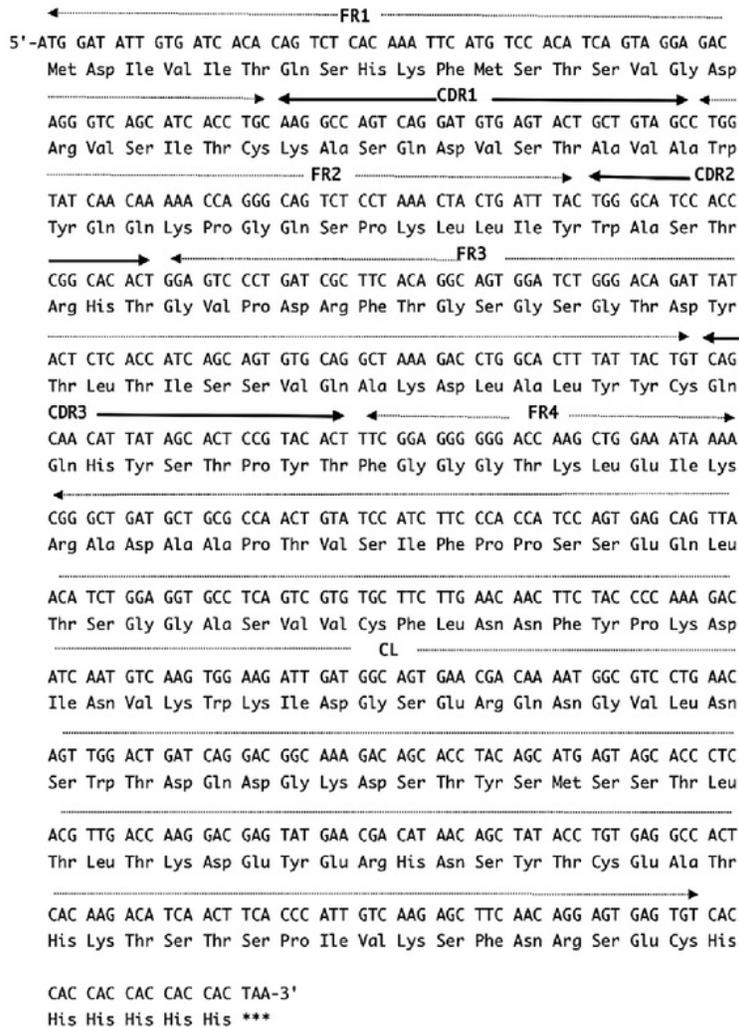 FR1
5'-ATG GAT ATT GTG ATC ACA CAG TCT CAC AAA TTC ATG TCC ACA TCA GTA GGA GAC
Met Asp Ile Val Ile Thr Gln Ser His Lys Phe Met Ser Thr Ser Val Gly Asp
CDR1
AGG GTC AGC ATC ACC TGC AAG GCC AGT CAG GAT GTG AGT ACT GCT GTA GCC TGG
Arg Val Ser Ile Thr Cys Lys Ala Ser Gln Asp Val Ser Thr Ala Val Ala Trp
FR2 CDR2
TAT CAA CAA AAA CCA GGG CAG TCT CCT AAA CTA CTG ATT TAC TGG GCA TCC ACC
Tyr Gln Gln Lys Pro Gly Gln Ser Pro Lys Leu Leu Ile Tyr Trp Ala Ser Thr
FR3
CGG CAC ACT GGA GTC CCT GAT CGC TTC ACA GGC AGT GGA TCT GGG ACA GAT TAT
Arg His Thr Gly Val Pro Asp Arg Phe Thr Gly Ser Gly Ser Gly Thr Asp Tyr
ACT CTC ACC ATC AGC AGT GTG CAG GCT AAA GAC CTG GCA CTT TAT TAC TGT CAG
Thr Leu Thr Ile Ser Ser Val Gln Ala Lys Asp Leu Ala Leu Tyr Tyr Cys Gln
CDR3 FR4
CAA CAT TAT AGC ACT CCG TAC ACT TTC GGA GGG GGG ACC AAG CTG GAA ATA AAA
Gln His Tyr Ser Thr Pro Tyr Thr Phe Gly Gly Gly Thr Lys Leu Glu Ile Lys
CGG GCT GAT GCT GCG CCA ACT GTA TCC ATC TTC CCA CCA TCC AGT GAG CAG TTA
Arg Ala Asp Ala Ala Pro Thr Val Ser Ile Phe Pro Pro Ser Ser Glu Gln Leu
ACA TCT GGA GGT GCC TCA GTC GTG TGC TTC TTG AAC AAC TTC TAC CCC AAA GAC
Thr Ser Gly Gly Ala Ser Val Val Cys Phe Leu Asn Asn Phe Tyr Pro Lys Asp
CL
ATC AAT GTC AAG TGG AAG ATT GAT GGC AGT GAA CGA CAA AAT GGC GTC CTG AAC
Ile Asn Val Lys Trp Lys Ile Asp Gly Ser Glu Arg Gln Asn Gly Val Leu Asn
AGT TGG ACT GAT CAG GAC GGC AAA GAC AGC ACC TAC AGC ATG AGT AGC ACC CTC
Ser Trp Thr Asp Gln Asp Gly Lys Asp Ser Thr Tyr Ser Met Ser Ser Thr Leu
ACG TTG ACC AAG GAC GAG TAT GAA CGA CAT AAC AGC TAT ACC TGT GAG GCC ACT
Thr Leu Thr Lys Asp Glu Tyr Glu Arg His Asn Ser Tyr Thr Cys Glu Ala Thr
CAC AAG ACA TCA ACT TCA CCC ATT GTC AAG AGC TTC AAC AGG AGT GAG TGT CAC
His Lys Thr Ser Thr Ser Pro Ile Val Lys Ser Phe Asn Arg Ser Glu Cys His
CAC CAC CAC CAC CAC TAA-3'
His His His His His ***